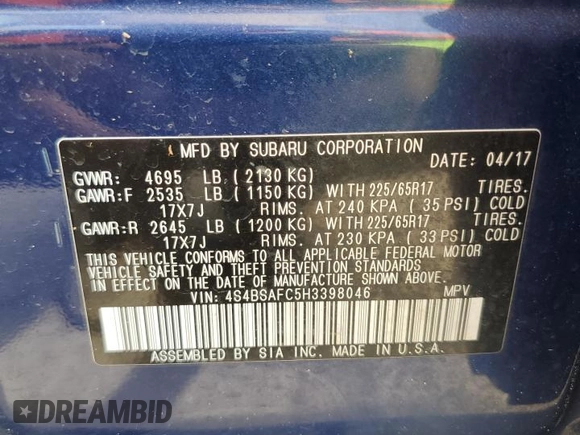 MFD BY SUBARU CORPORATION
DATE: 04/17
GVWR: 4695 LB (2130 KG)
GAWR:F 2535 LB (1150 KG) WITH 225/65R17 TIRES.
17X7J RIMS. AT 240 KPA (35 PSI) COLD
GAWR:R 2645 LB (1200 KG) WITH 225/65R17 TIRES.
17X7J RIMS. AT 230 KPA (33 PSI) COLD
THIS VEHICLE CONFORMS TO ALL APPLICABLE FEDERAL MOTOR
VEHICLE SAFETY AND THEFT PREVENTION STANDARDS
IN EFFECT ON THE DATE OF MANUFACTURE SHOWN ABOVE.
VIN: 4S4BSAFC5H3398046 MPV
ASSEMBLED BY SIA INC. MADE IN U.S.A.
DREAMBID